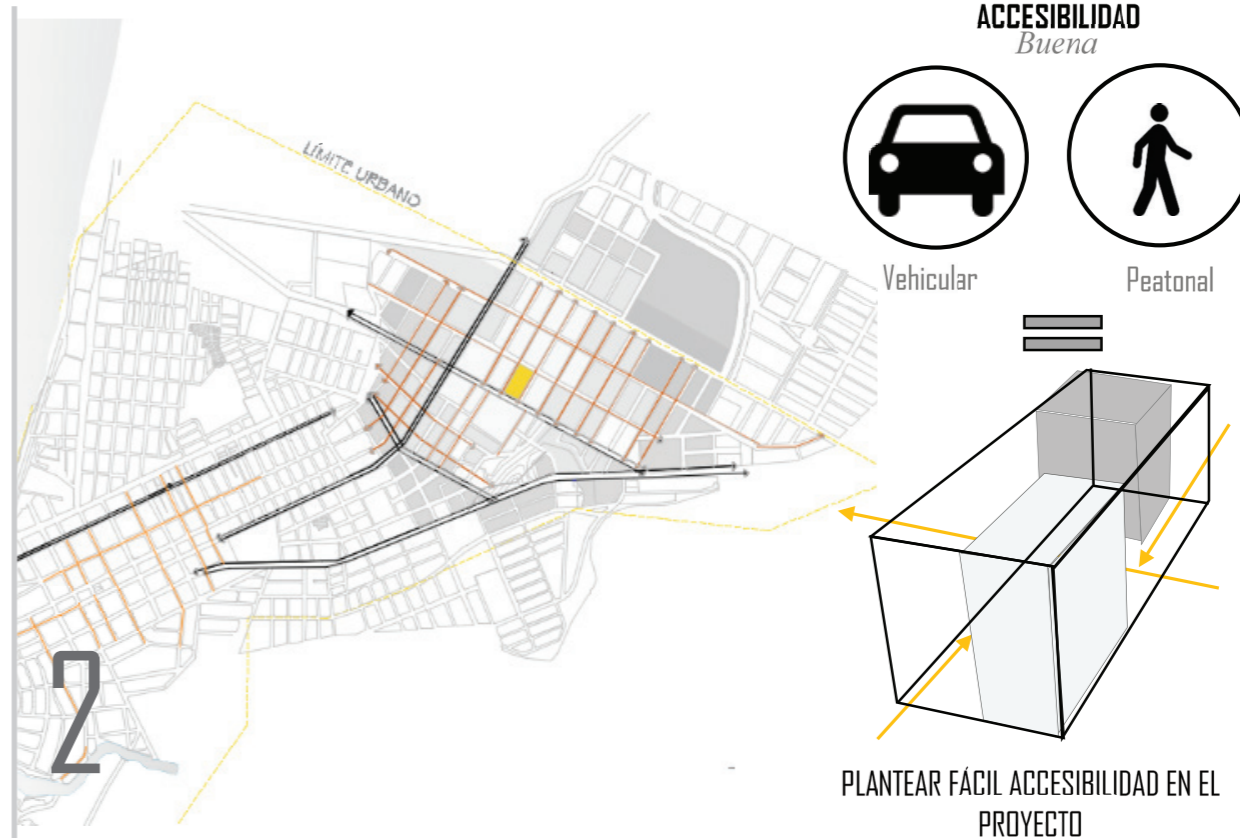 ACCESIBILIDAD
Buena
LÍMITE URBANO
Vehicular
Peatonal
2
PLANTEAR FÁCIL ACCESIBILIDAD EN EL
PROYECTO